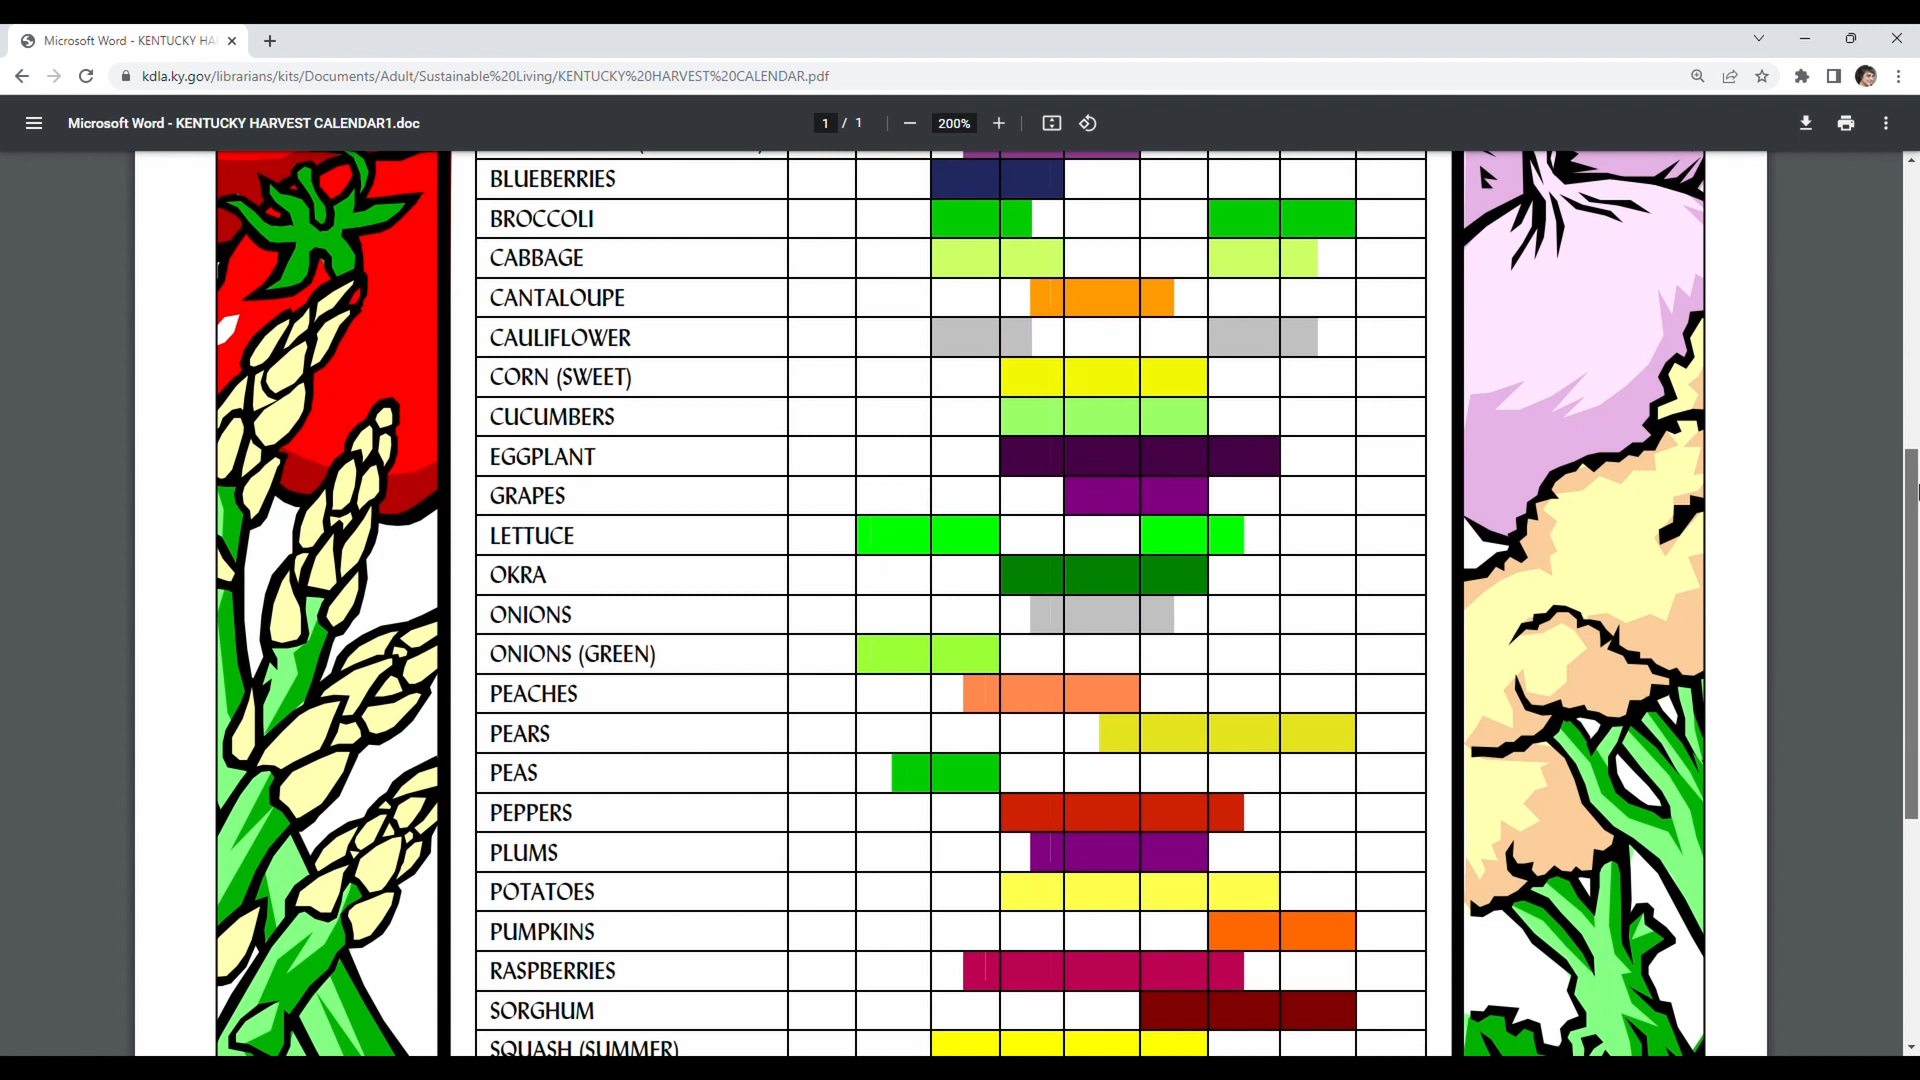 Microsoft Word - KENTUCKY HA
kdla.ky.gov/librarians/kits/Documents/Adult/Sustainable%20Living/KENTUCKY%20HARVEST%20CALENDAR.pdf
Microsoft Word - KENTUCKY HARVEST CALENDAR1.doc
1 / 1
200%
BLUEBERRIES
BROCCOLI
CABBAGE
CANTALOUPE
CAULIFLOWER
CORN (SWEET)
CUCUMBERS
EGGPLANT
GRAPES
LETTUCE
OKRA
ONIONS
ONIONS (GREEN)
PEACHES
PEARS
PEAS
PEPPERS
PLUMS
POTATOES
PUMPKINS
RASPBERRIES
SORGHUM
SQUASH (SUMMER)